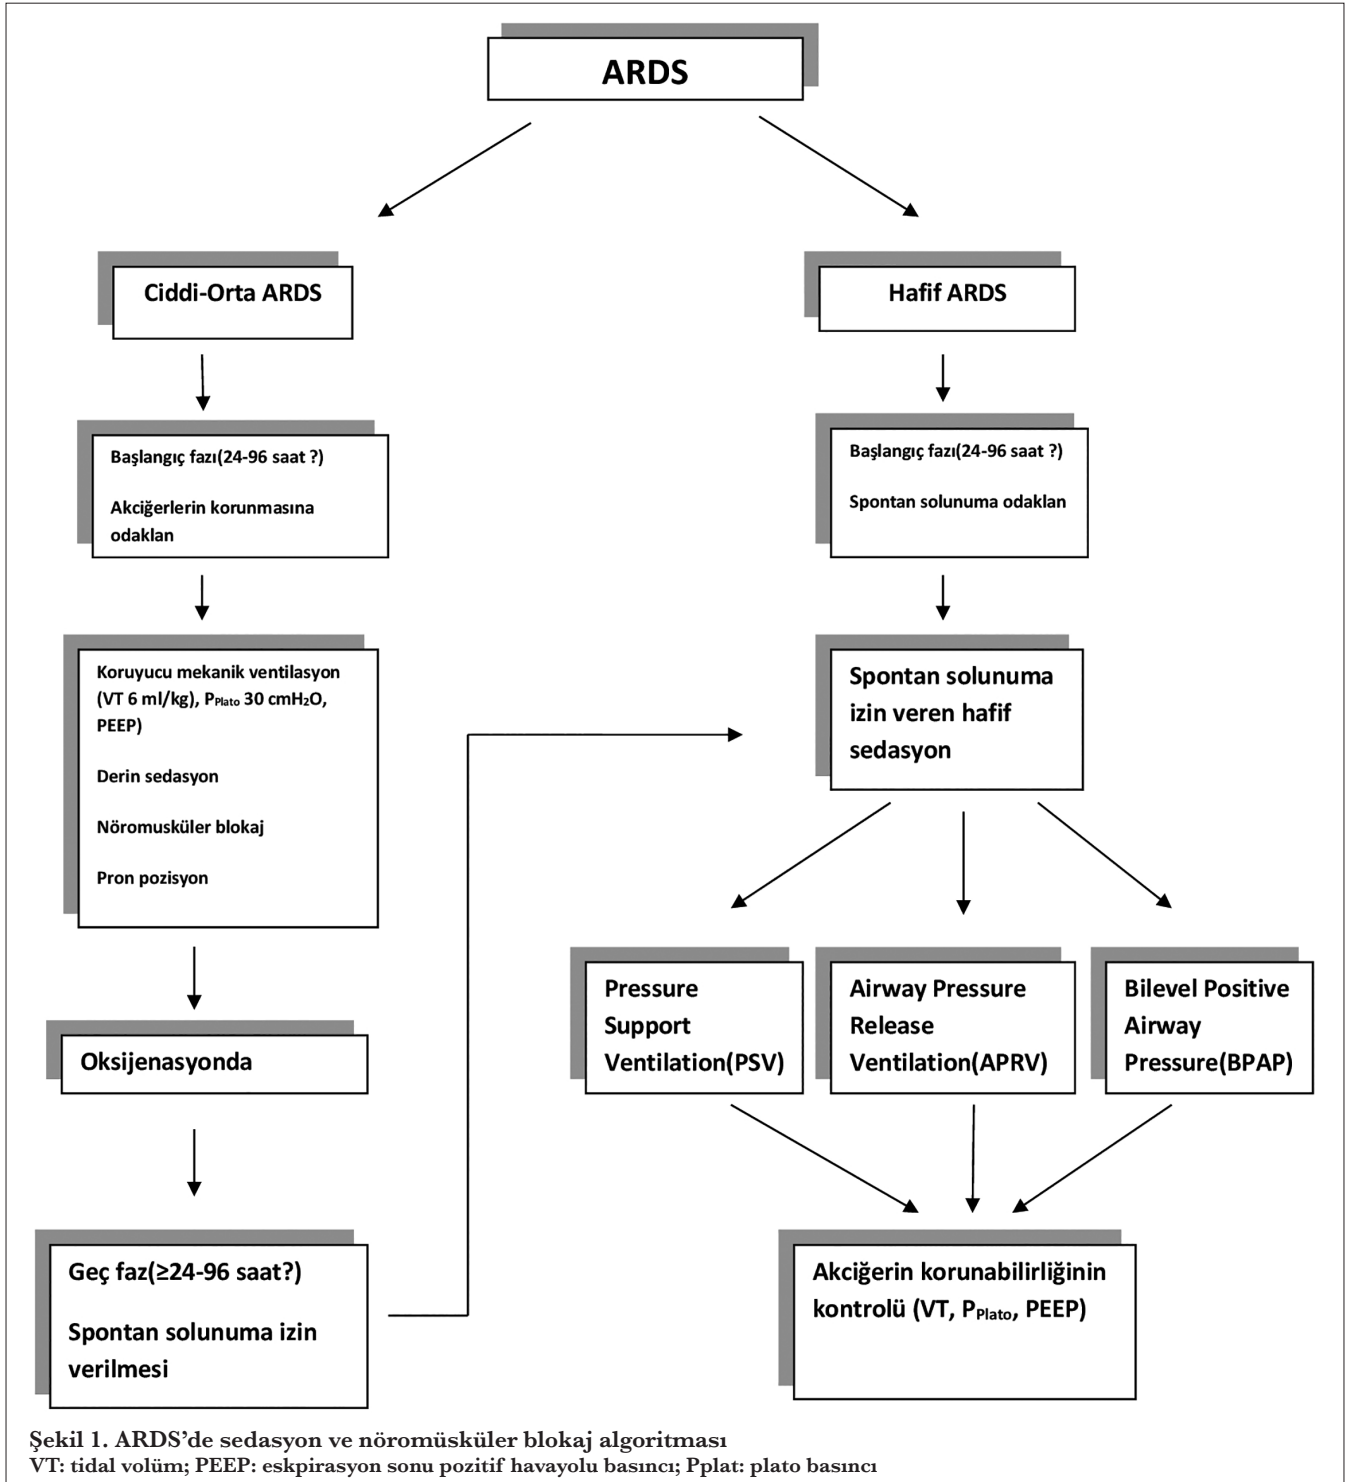 ARDS
Ciddi-Orta ARDS
Hafif ARDS
Başlangıç fazı(24-96 saat ?)
Akciğerlerin korunmasına
odaklan
Başlangıç fazı(24-96 saat ?)
Spontan solunuma odaklan
Koruyucu mekanik ventilasyon
(VT 6 ml/kg), PPlato 30 cmH₂O,
PEEP)
Derin sedasyon
Nöromusküler blokaj
Pron pozisyon
Spontan solunuma
izin veren hafif
sedasyon
Pressure
Support
Ventilation(PSV)
Airway Pressure
Release
Ventilation(APRV)
Bilevel Positive
Airway
Pressure(BPAP)
Oksijenasyonda
Geç faz(≥24-96 saat?)
Spontan solunuma izin
verilmesi
Akciğerin korunabilirliğinin
kontrolü (VT, PPlato, PEEP)
Şekil 1. ARDS’de sedasyon ve nöromüsküler blokaj algoritması
VT: tidal volüm; PEEP: eskpirasyon sonu pozitif havayolu basıncı; Pplat: plato basıncı